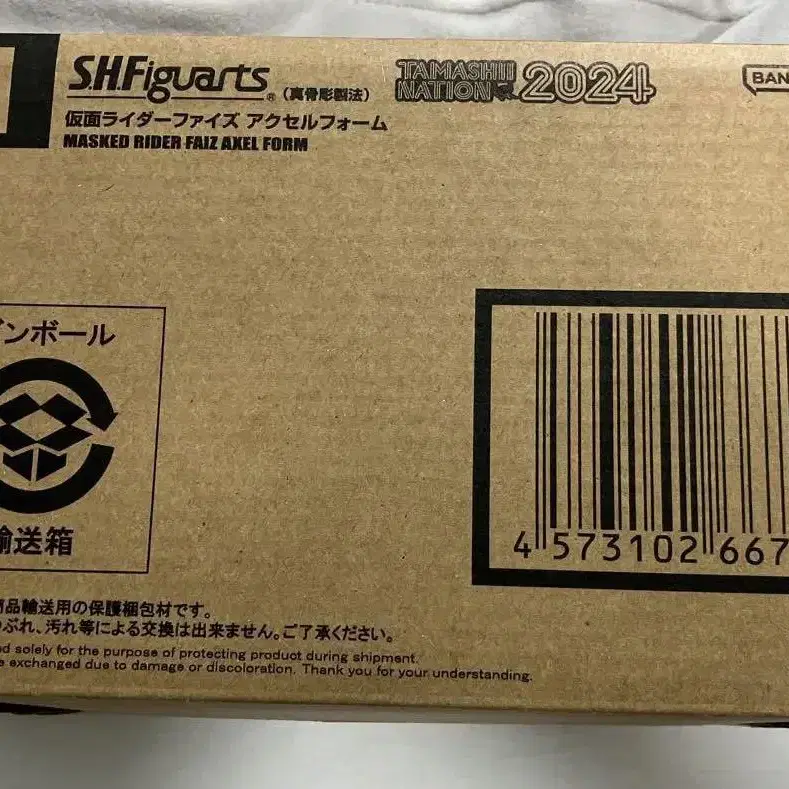 S.H.Figuarts® (真骨彫製法)
TAMASHII NATION 2024
BAN
仮面ライダーファイズ アクセルフォーム
MASKED RIDER FAIZ AXEL FORM
ンボール
輸送箱
4 573102 667
商品輸送用の保護梱包材です。
ぶれ、汚れ等による交換は出来ません。ご了承ください。
ed solely for the purpose of protecting product during shipment.
e exchanged due to damage or discoloration. Thank you for your understanding.